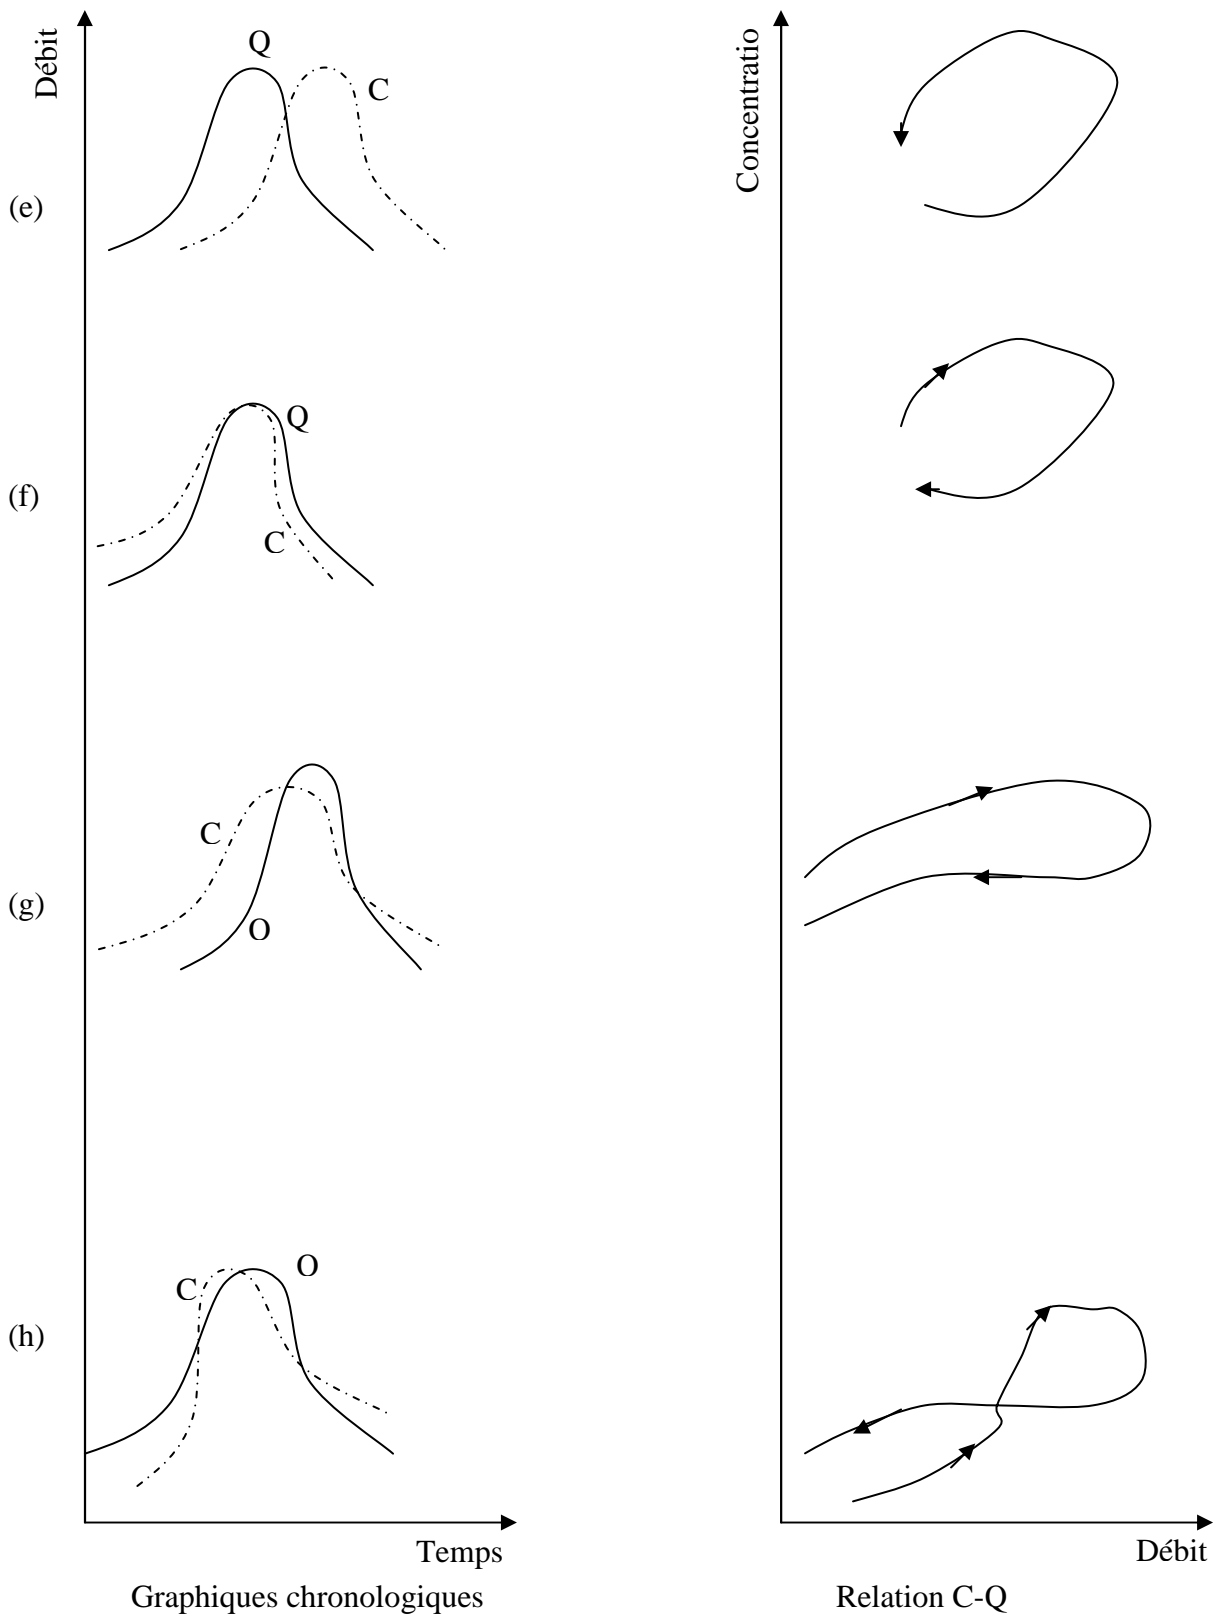 Débit
Q
C
(e)
Concentratio
Q
(f)
C
C
(g)
O
C
O
(h)
Temps
Débit
Graphiques chronologiques
Relation C-Q